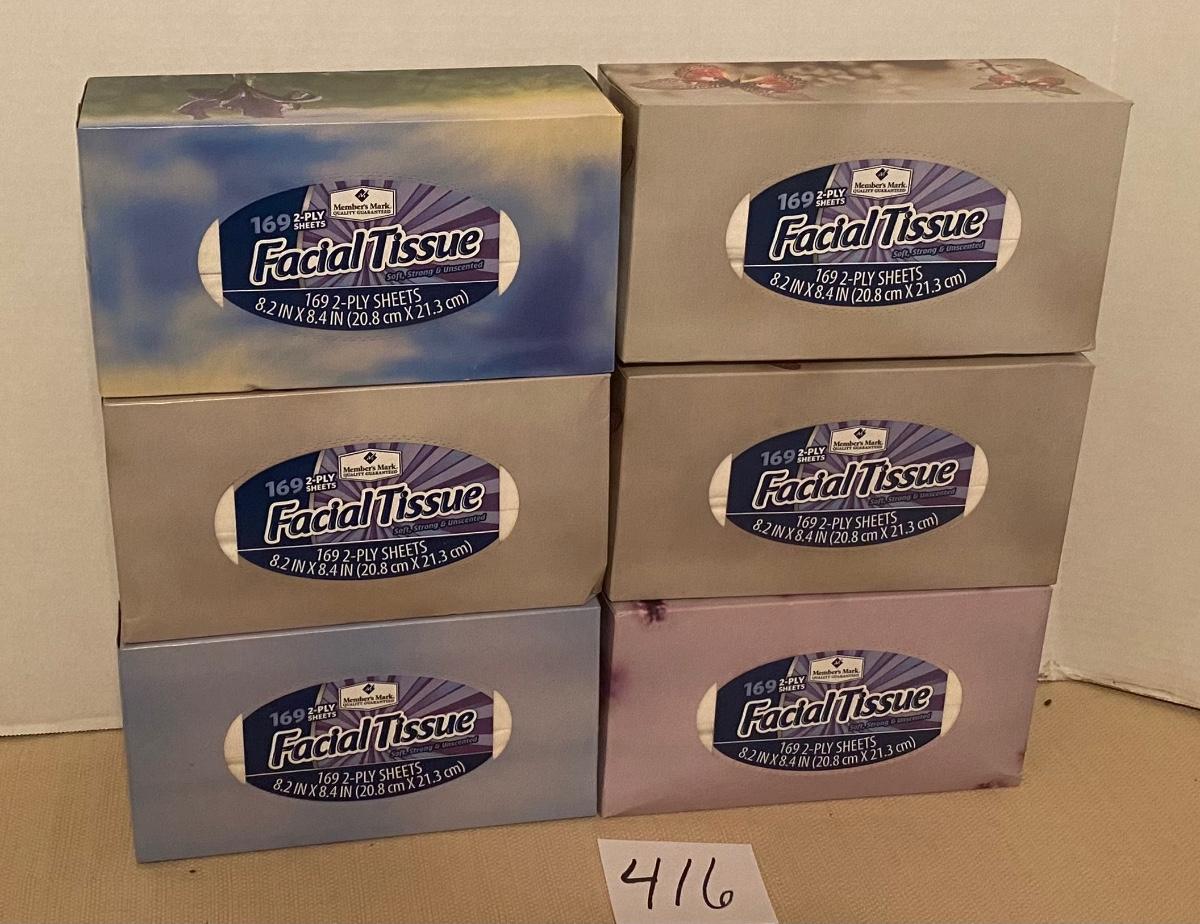 Member's Mark.
QUALITY GUARANTEED
169 2-PLY
SHEETS
Facial Tissue
Soft, Strong & Unscented
169 2-PLY SHEETS
8.2 IN X 8.4 IN (20.8 cm X 21.3 cm)
Member's Mark.
QUALITY GUARANTEED
169 2-PLY
SHEETS
Facial Tissue
Soft, Strong & Unscented
169 2-PLY SHEETS
8.2 IN X 8.4 IN (20.8 cm X 21.3 cm)
Member's Mark.
QUALITY GUARANTEED
169 2-PLY
SHEETS
Facial Tissue
Soft, Strong & Unscented
169 2-PLY SHEETS
8.2 IN X 8.4 IN (20.8 cm X 21.3 cm)
Member's Mark.
QUALITY GUARANTEED
169 2-PLY
SHEETS
Facial Tissue
Soft, Strong & Unscented
169 2-PLY SHEETS
8.2 IN X 8.4 IN (20.8 cm X 21.3 cm)
Member's Mark.
QUALITY GUARANTEED
169 2-PLY
SHEETS
Facial Tissue
Soft, Strong & Unscented
169 2-PLY SHEETS
8.2 IN X 8.4 IN (20.8 cm X 21.3 cm)
Member's Mark.
QUALITY GUARANTEED
169 2-PLY
SHEETS
Facial Tissue
Soft, Strong & Unscented
169 2-PLY SHEETS
8.2 IN X 8.4 IN (20.8 cm X 21.3 cm)
416